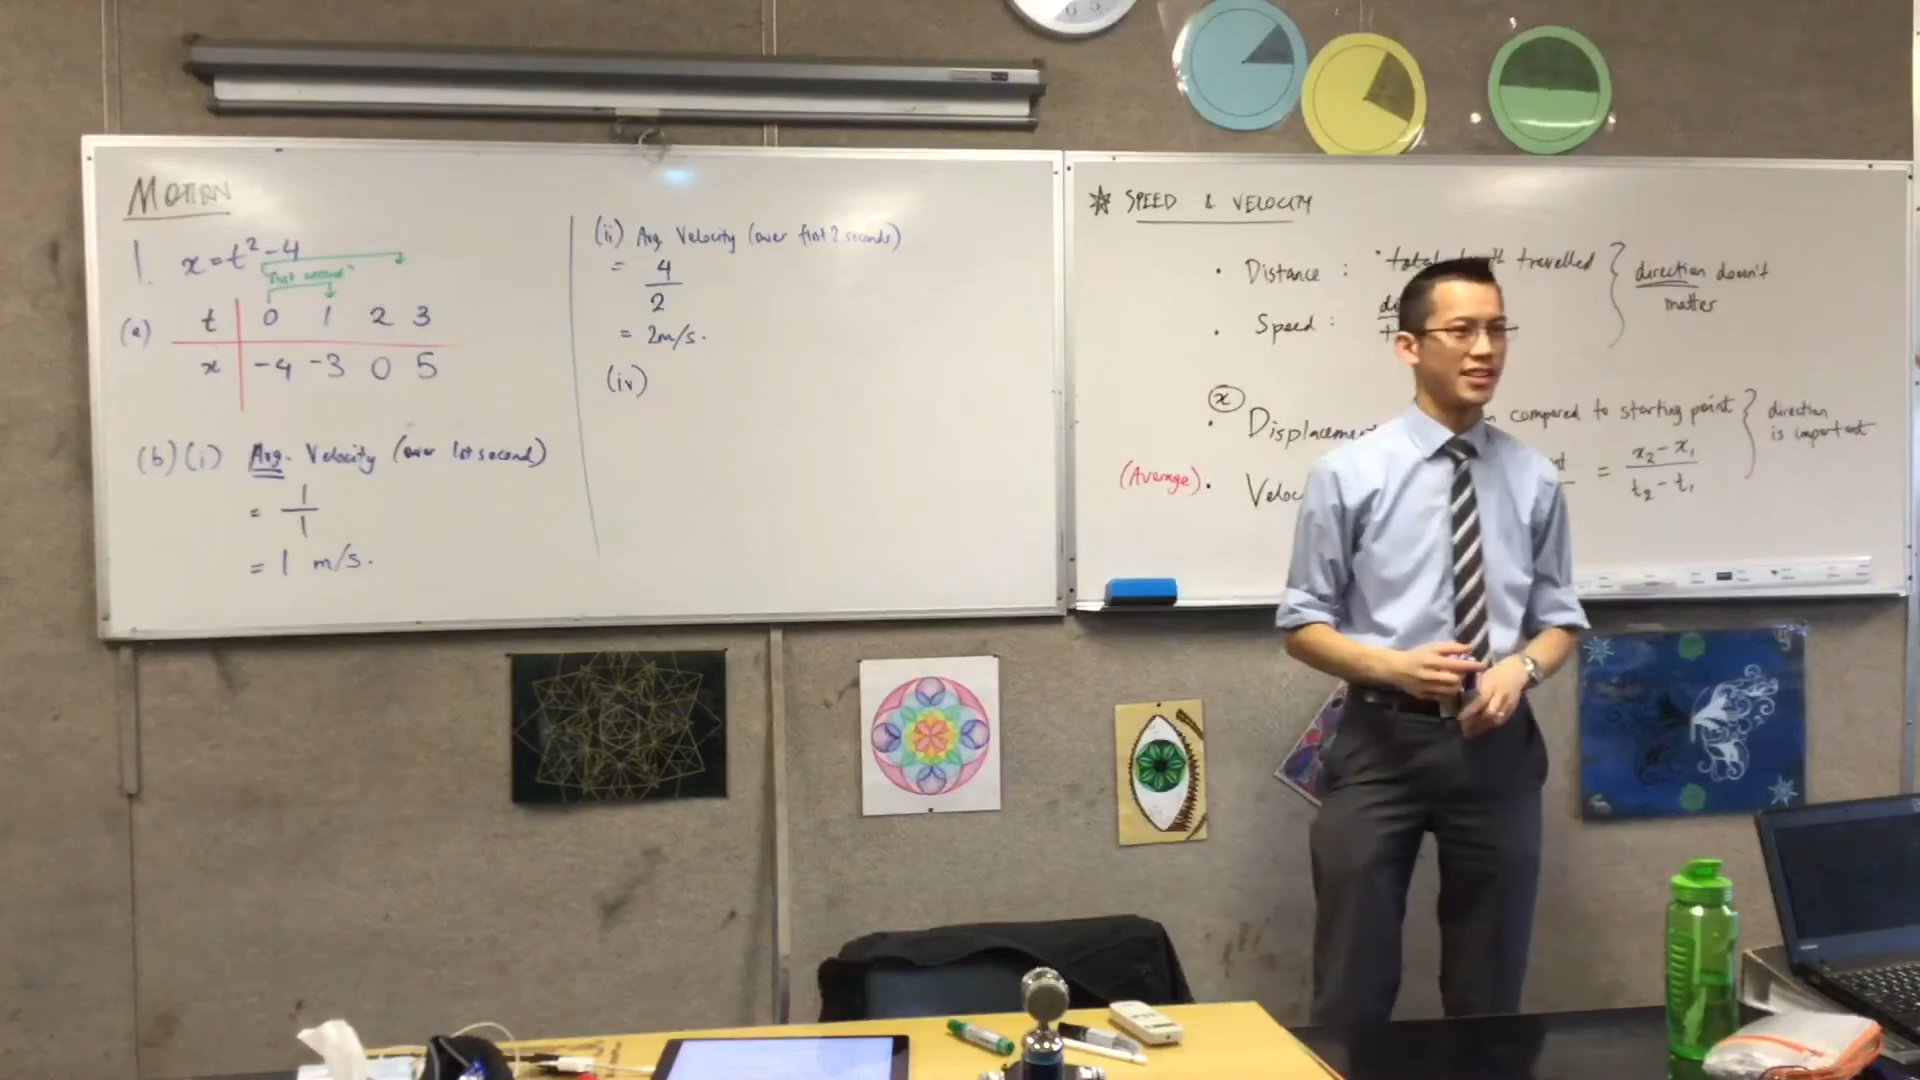 MOTION
1. x = t² - 4
"first second"
(a) t 0 1 2 3
x -4 -3 0 5
(b) (i) Avg. Velocity (over 1st second)
= 1/1
= 1 m/s.
(ii) Avg. Velocity (over first 2 seconds)
= 4/2
= 2m/s.
(iv)
SPEED & VELOCITY
• Distance : travelled
• Speed :
direction doesn't
matter
(x)
• Displacement compared to starting point
direction
is important
(Average) •
= x₂ - x₁ / t₂ - t₁
6 5